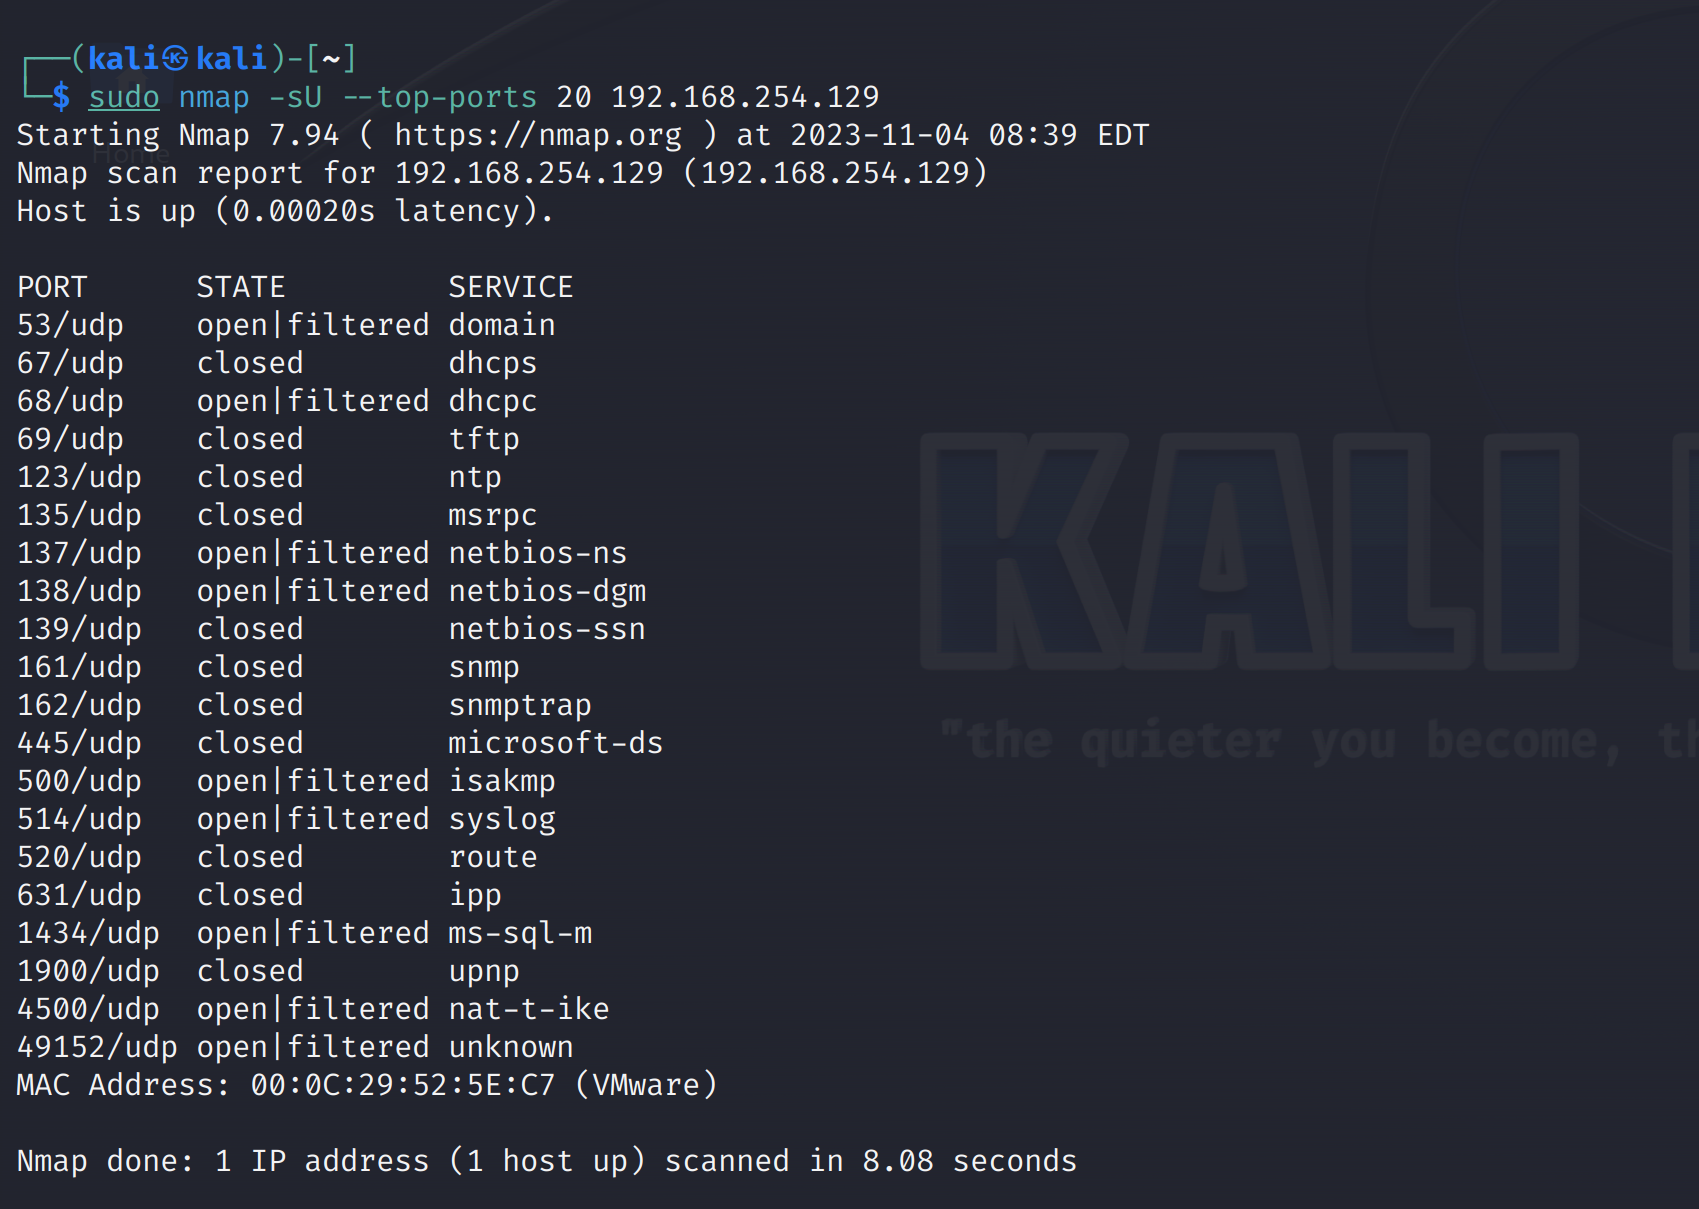 ┌──(kali㉿kali)-[~]
└─$ sudo nmap -sU --top-ports 20 192.168.254.129
Starting Nmap 7.94 ( https://nmap.org ) at 2023-11-04 08:39 EDT
Home
Nmap scan report for 192.168.254.129 (192.168.254.129)
Host is up (0.00020s latency).
PORT STATE SERVICE
53/udp open|filtered domain
67/udp closed dhcps
68/udp open|filtered dhcpc
69/udp closed tftp
123/udp closed ntp
135/udp closed msrpc
137/udp open|filtered netbios-ns
138/udp open|filtered netbios-dgm
139/udp closed netbios-ssn
161/udp closed snmp
162/udp closed snmptrap
445/udp closed microsoft-ds
500/udp open|filtered isakmp
514/udp open|filtered syslog
520/udp closed route
631/udp closed ipp
1434/udp open|filtered ms-sql-m
1900/udp closed upnp
4500/udp open|filtered nat-t-ike
49152/udp open|filtered unknown
MAC Address: 00:0C:29:52:5E:C7 (VMware)
Nmap done: 1 IP address (1 host up) scanned in 8.08 seconds
KALI
"the quieter you become,